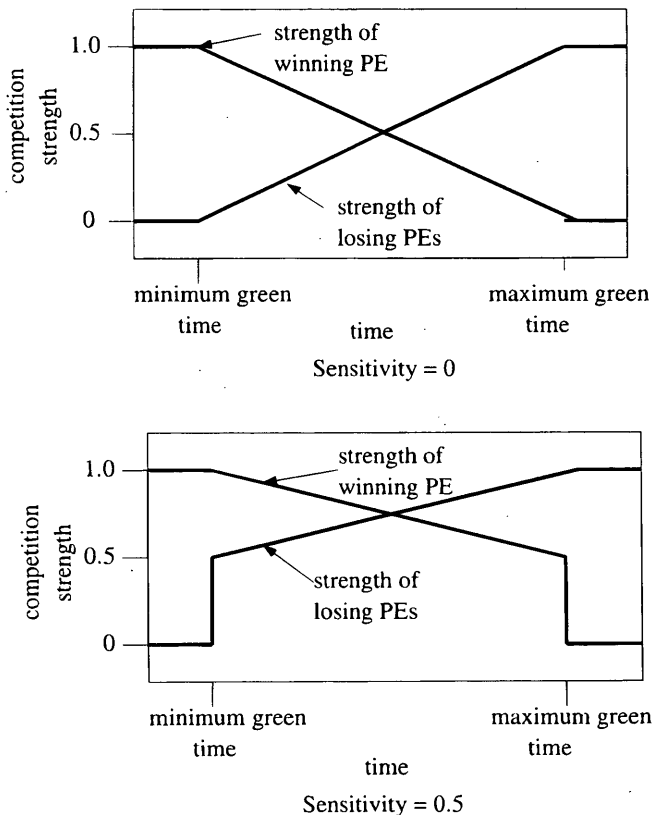 strength of
winning PE
1.0
0.5
0
competition
strength
strength of
losing PEs
minimum green
time
maximum green
time
time
Sensitivity = 0
strength of
winning PE
1.0
0.5
0
competition
strength
strength of
losing PEs
minimum green
time
maximum green
time
time
Sensitivity = 0.5